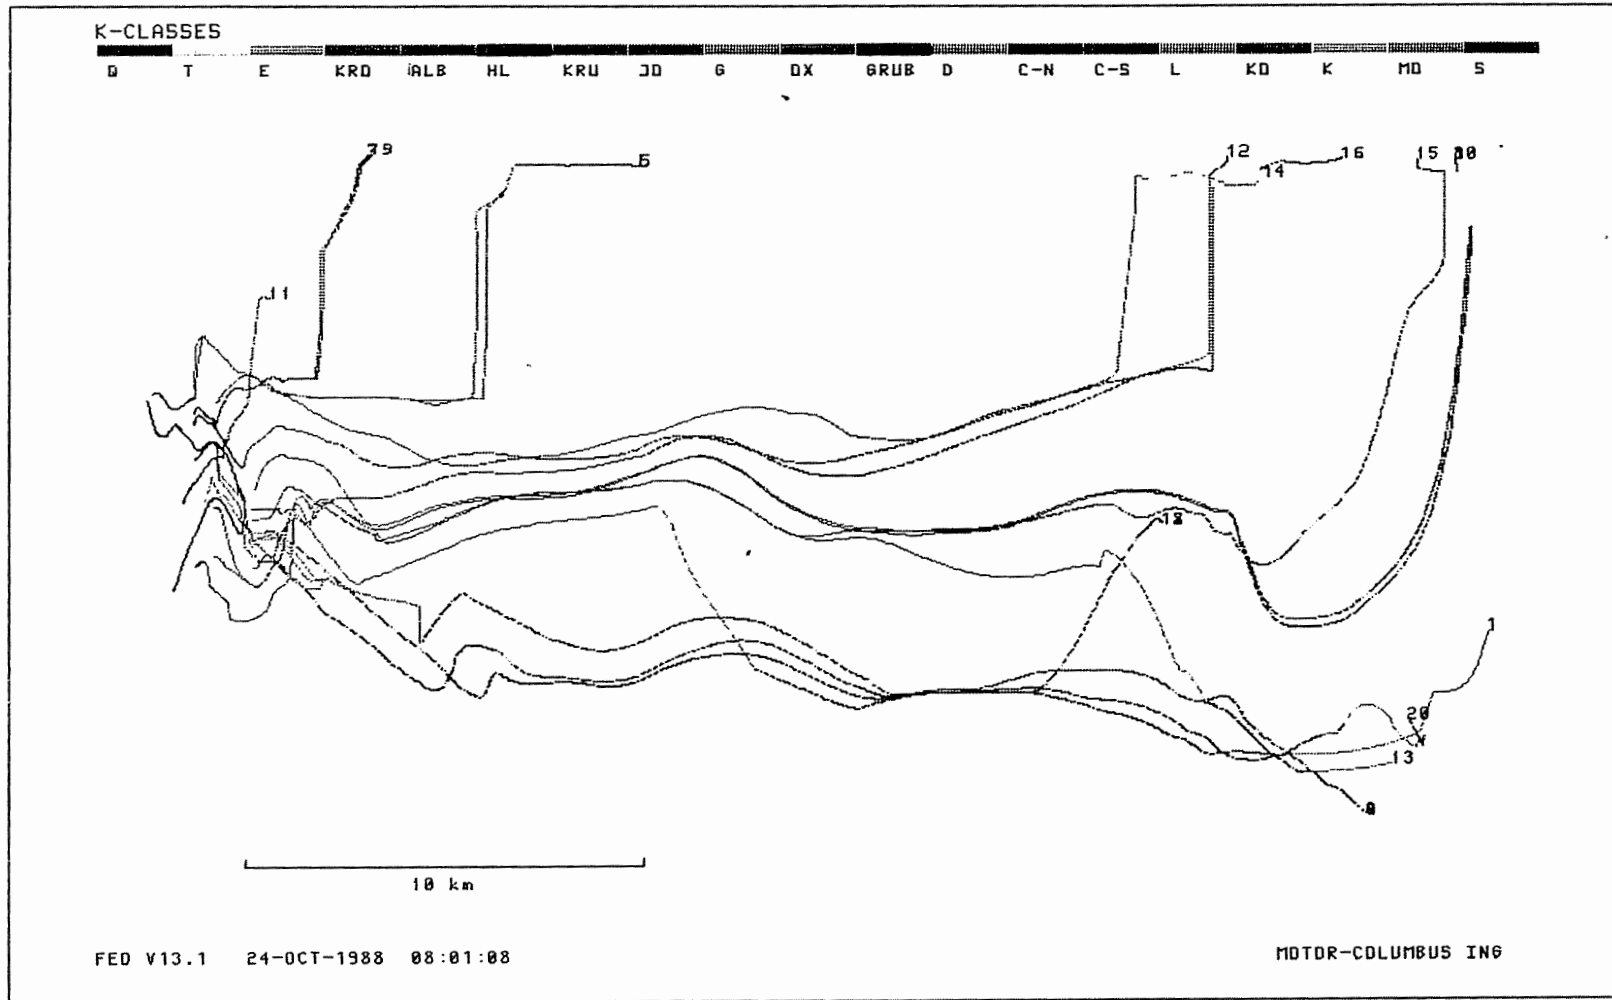 K-CLASSES
Q T E KRD ALB HL KRU JD G DX GRUB D C-N C-S L KD K MD S
79 5 12 16 15
14
11
18
1
20
13
10 km
FED V13.1 24-OCT-1988 08:01:08 MOTOR-COLUMBUS ING